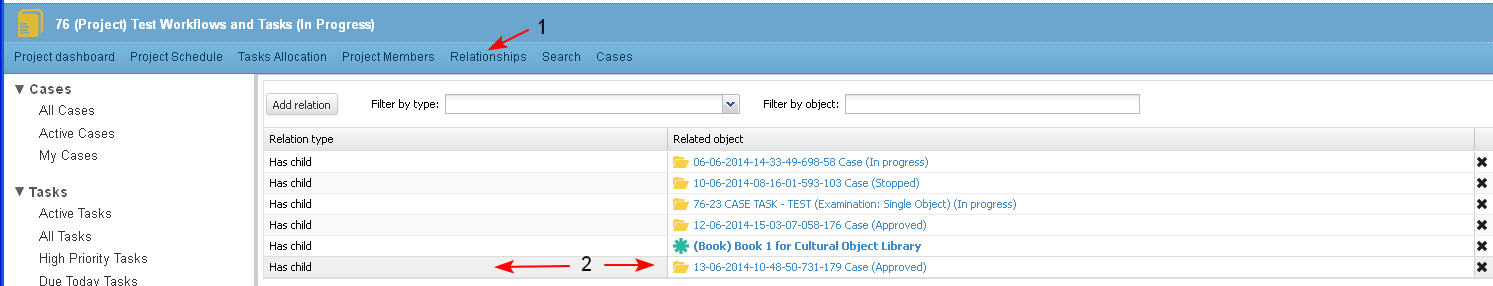 76 (Project) Test Workflows and Tasks (In Progress)
1
Project dashboard Project Schedule Tasks Allocation Project Members Relationships Search Cases
Cases
All Cases
Active Cases
My Cases
Tasks
Active Tasks
All Tasks
High Priority Tasks
Due Today Tasks
Add relation Filter by type: Filter by object:
Relation type Related object
Has child 06-06-2014-14-33-49-698-58 Case (In progress)
Has child 10-06-2014-08-16-01-593-103 Case (Stopped)
Has child 76-23 CASE TASK - TEST (Examination: Single Object) (In progress)
Has child 12-06-2014-15-03-07-058-176 Case (Approved)
Has child (Book) Book 1 for Cultural Object Library
Has child 2 13-06-2014-10-48-50-731-179 Case (Approved)